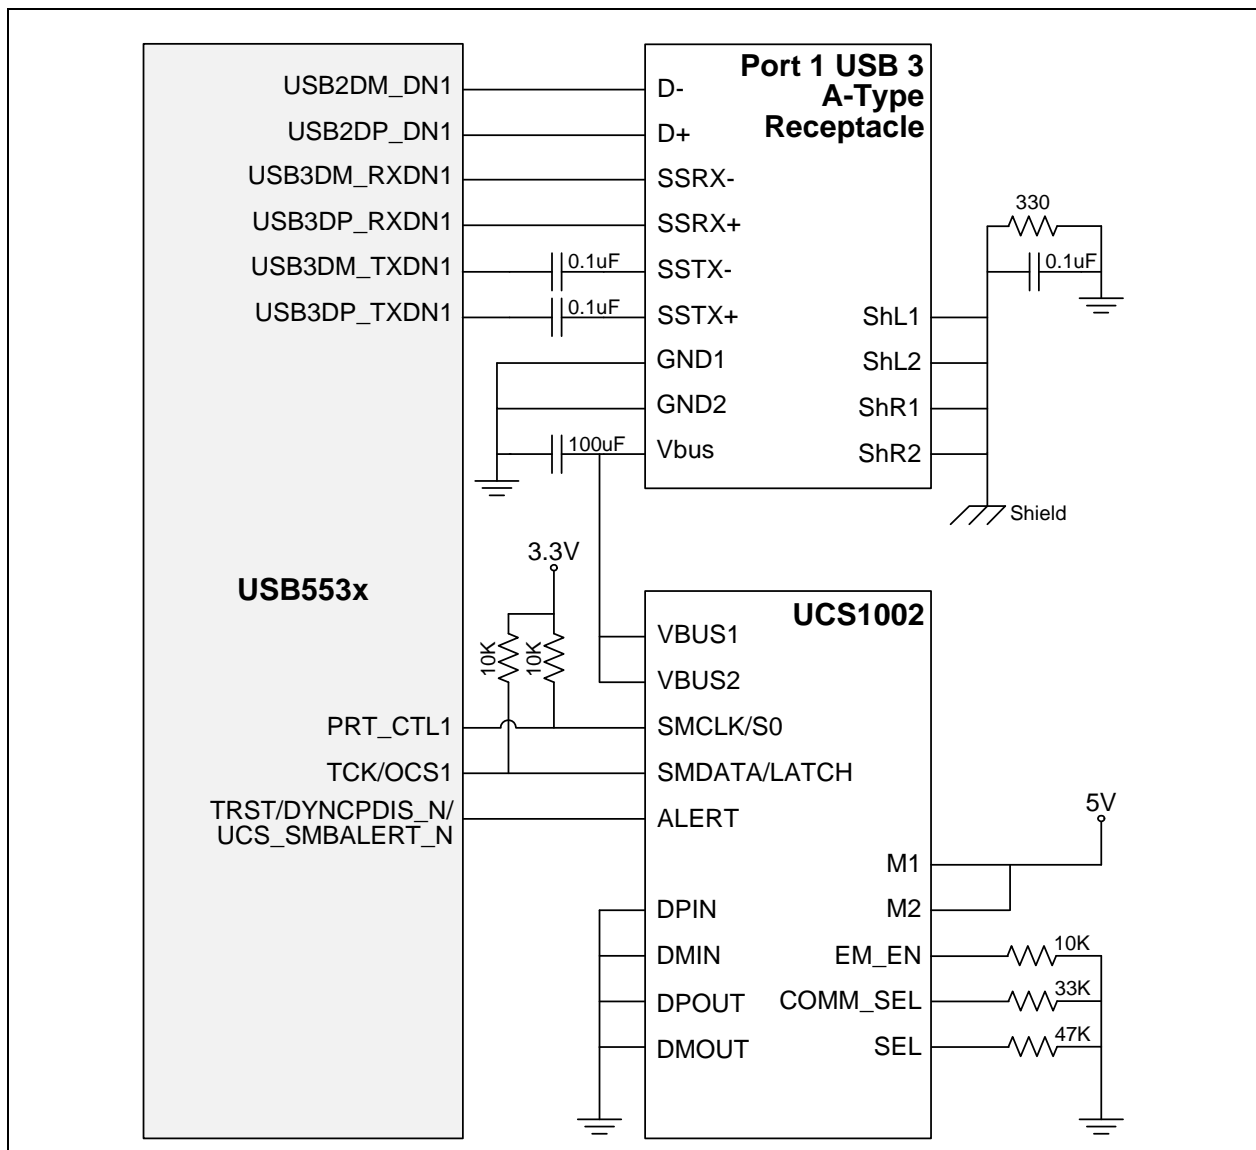 USB2DM_DN1
USB2DP_DN1
USB3DM_RXDN1
USB3DP_RXDN1
USB3DM_TXDN1
USB3DP_TXDN1
USB553x
PRT_CTL1
TCK/OCS1
TRST/DYNCPDIS_N/
UCS_SMBALERT_N
0.1uF
0.1uF
100uF
3.3V
10K
10K
Port 1 USB 3
A-Type
Receptacle
D-
D+
SSRX-
SSRX+
SSTX-
SSTX+
GND1
GND2
Vbus
ShL1
ShL2
ShR1
ShR2
330
0.1uF
Shield
UCS1002
VBUS1
VBUS2
SMCLK/S0
SMDATA/LATCH
ALERT
DPIN
DMIN
DPOUT
DMOUT
M1
M2
EM_EN
COMM_SEL
SEL
5V
10K
33K
47K